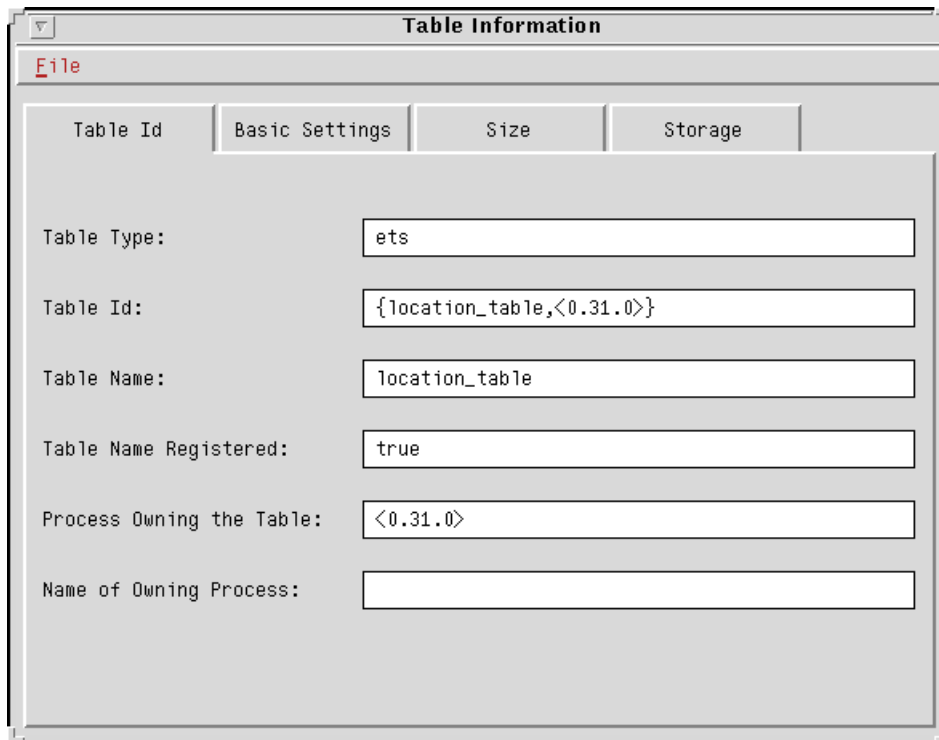 Table Information
File
Table Id Basic Settings Size Storage
Table Type: ets
Table Id: {location_table,<0.31.0>}
Table Name: location_table
Table Name Registered: true
Process Owning the Table: <0.31.0>
Name of Owning Process: